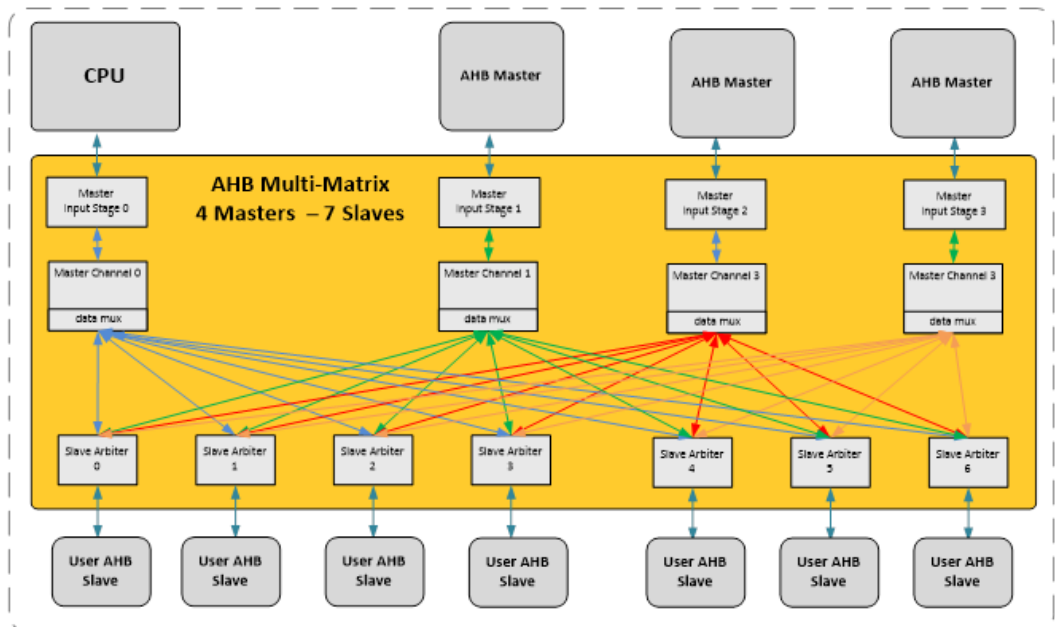 CPU
AHB Master
AHB Master
AHB Master
AHB Multi-Matrix
4 Masters – 7 Slaves
Master
Input Stage 0
Master
Input Stage 1
Master
Input Stage 2
Master
Input Stage 3
Master Channel 0
data mux
Master Channel 1
data mux
Master Channel 3
data mux
Master Channel 3
data mux
Slave Arbiter
0
Slave Arbiter
1
Slave Arbiter
2
Slave Arbiter
3
Slave Arbiter
4
Slave Arbiter
5
Slave Arbiter
6
User AHB
Slave
User AHB
Slave
User AHB
Slave
User AHB
Slave
User AHB
Slave
User AHB
Slave
User AHB
Slave